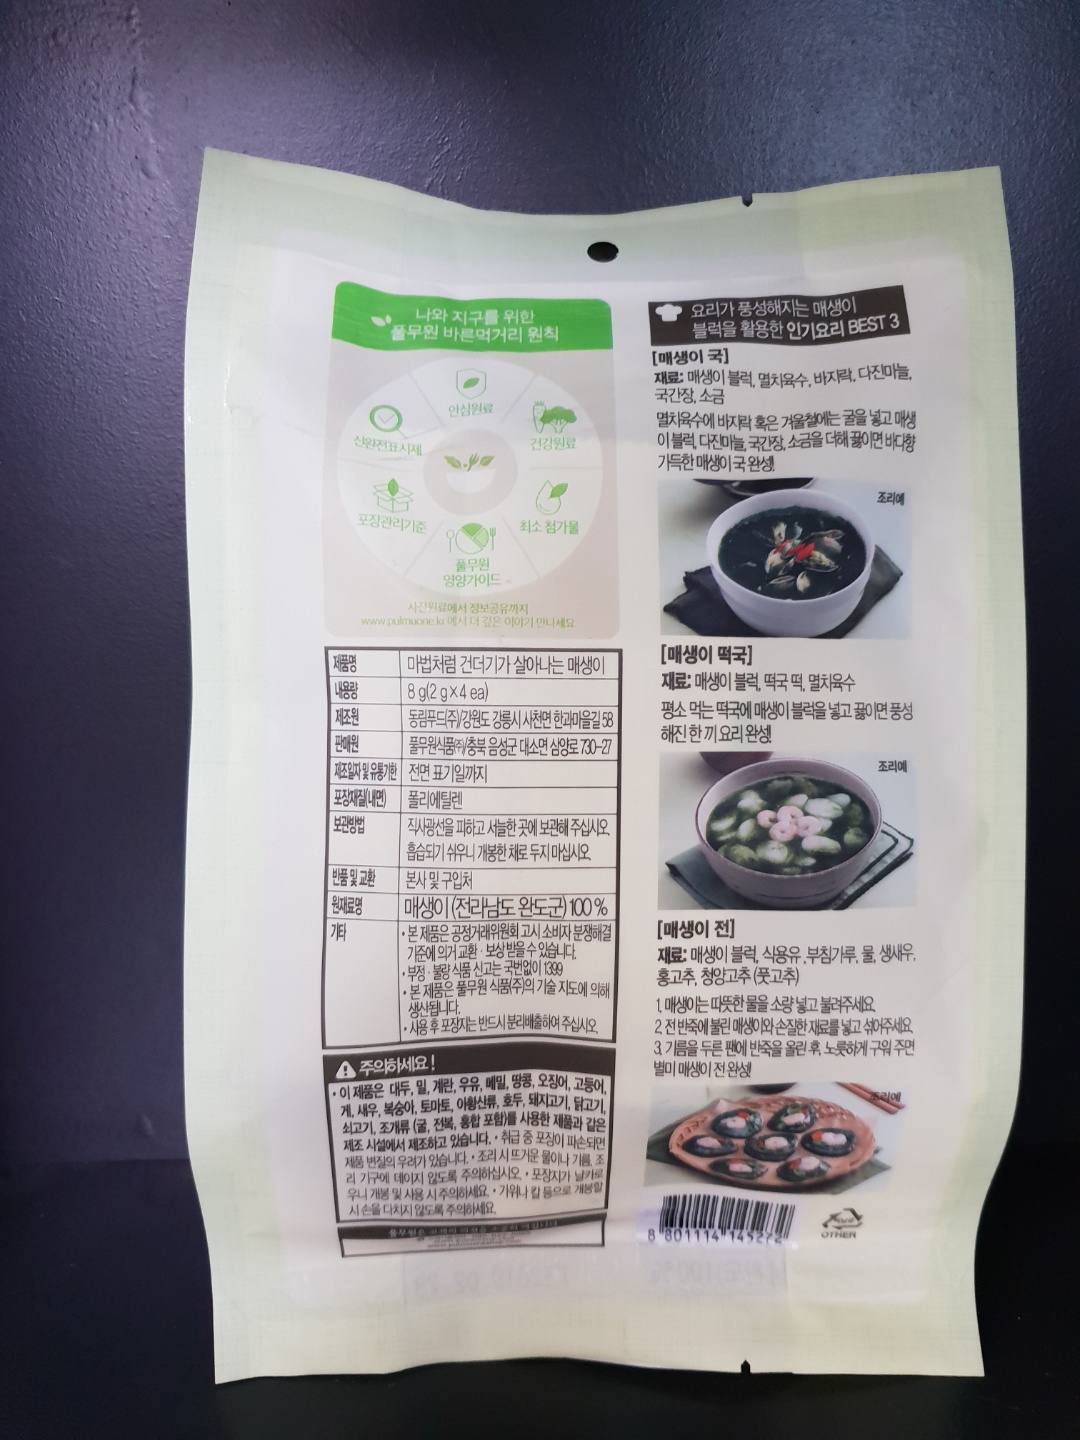 나와 지구를 위한
풀무원 바른먹거리 원칙
안심원료
건강원료
최소 첨가물
풀무원
영양가이드
포장관리기준
신완전표시제
사간원료에서 정보공유까지
www.pulmuone.kr 에서 더 깊은 이야기 만나세요
제품명 마법처럼 건더기가 살아나는 매생이
내용량 8 g(2 g×4 ea)
제조원 동림푸드(주)/강원도 강릉시 사천면 한과마을길 58
판매원 풀무원식품㈜/충북 음성군 대소면 삼양로 730-27
제조일자 및 유통기한 전면 표기일까지
포장재질(내면) 폴리에틸렌
보관방법 직사광선을 피하고 서늘한 곳에 보관해 주십시오.
흡습되기 쉬우니 개봉한 채로 두지 마십시오.
반품 및 교환 본사 및 구입처
원재료명 매생이 (전라남도 완도군) 100 %
기타 • 본 제품은 공정거래위원회 고시 소비자 분쟁해결
기준에 의거 교환 · 보상 받을 수 있습니다.
• 부정 · 불량 식품 신고는 국번없이 1399
• 본 제품은 풀무원 식품(주)의 기술 지도에 의해
생산됩니다.
• 사용 후 포장지는 반드시 분리배출하여 주십시오.
주의하세요 !
• 이 제품은 대두, 밀, 계란, 우유, 메밀, 땅콩, 오징어, 고등어,
게, 새우, 복숭아, 토마토, 아황산류, 호두, 돼지고기, 닭고기,
쇠고기, 조개류 (굴, 전복, 홍합 포함)를 사용한 제품과 같은
제조 시설에서 제조하고 있습니다. • 취급 중 포장이 파손되면
제품 변질의 우려가 있습니다. • 조리 시 뜨거운 물이나 기름, 조
리 기구에 데이지 않도록 주의하십시오. • 포장지가 날카로
우니 개봉 및 사용 시 주의하세요. • 가위나 칼 등으로 개봉할
시 손을 다치지 않도록 주의하세요.
요리가 풍성해지는 매생이
블럭을 활용한 인기요리 BEST 3
[매생이 국]
재료: 매생이 블럭, 멸치육수, 바지락, 다진마늘,
국간장, 소금
멸치육수에 바지락 혹은 겨울철에는 굴을 넣고 매생
이 블럭, 다진마늘, 국간장, 소금을 더해 끓이면 바다향
가득한 매생이 국 완성!
조리예
[매생이 떡국]
재료: 매생이 블럭, 떡국 떡, 멸치육수
평소 먹는 떡국에 매생이 블럭을 넣고 끓이면 풍성
해진 한 끼 요리 완성!
조리예
[매생이 전]
재료: 매생이 블럭, 식용유, 부침가루, 물, 생새우,
홍고추, 청양고추 (풋고추)
1. 매생이는 따뜻한 물을 소량 넣고 불려주세요.
2. 전 반죽에 불린 매생이와 손질한 재료를 넣고 섞어주세요.
3. 기름을 두른 팬에 반죽을 올린 후, 노릇하게 구워 주면
별미 매생이 전 완성!
조리예
8 801114 145272
OTHER